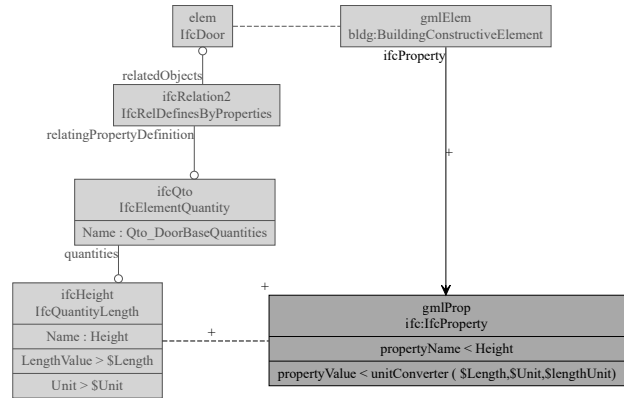 elem
IfcDoor
gmlElem
bldg:BuildingConstructiveElement
ifcProperty
relatedObjects
ifcRelation2
IfcRelDefinesByProperties
relatingPropertyDefinition
+
ifcQto
IfcElementQuantity
Name : Qto_DoorBaseQuantities
quantities
+
ifcHeight
IfcQuantityLength
Name : Height
LengthValue > $Length
Unit > $Unit
+
gmlProp
ifc:IfcProperty
propertyName < Height
propertyValue < unitConverter ( $Length,$Unit,$lengthUnit)